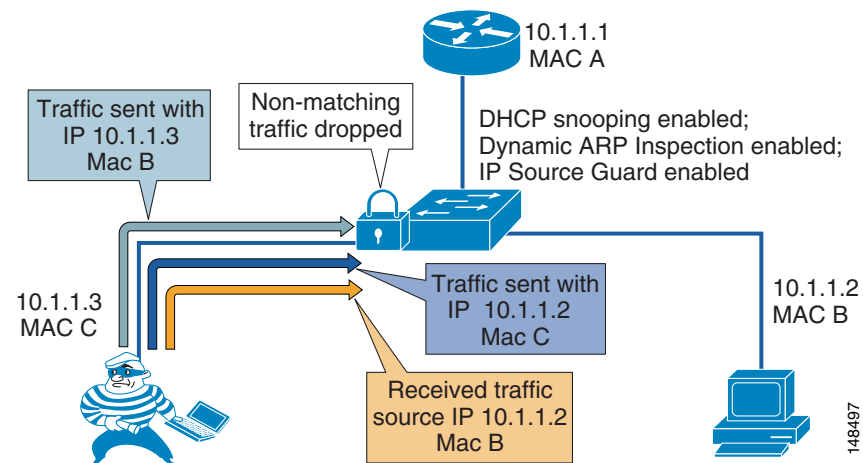 10.1.1.1
MAC A
Traffic sent with
IP 10.1.1.3
Mac B
Non-matching
traffic dropped
DHCP snooping enabled;
Dynamic ARP Inspection enabled;
IP Source Guard enabled
10.1.1.3
MAC C
Traffic sent with
IP 10.1.1.2
Mac C
10.1.1.2
MAC B
Received traffic
source IP 10.1.1.2
Mac B
148497